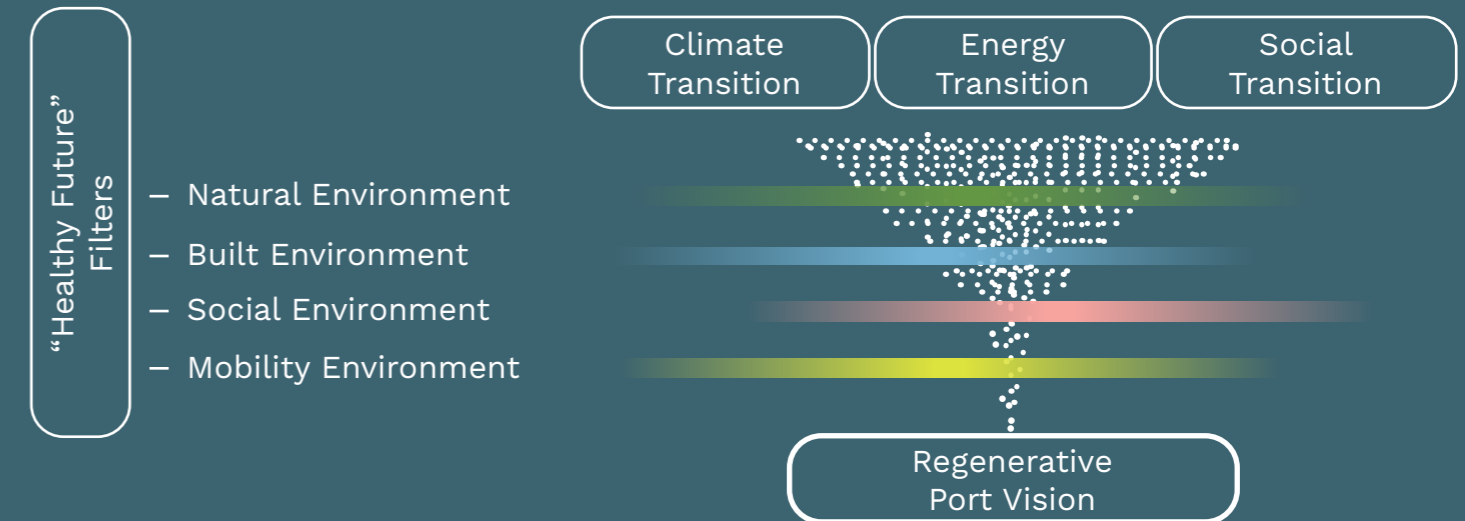 “Healthy Future”
Filters
Climate
Transition
Energy
Transition
Social
Transition
– Natural Environment
– Built Environment
– Social Environment
– Mobility Environment
Regenerative
Port Vision